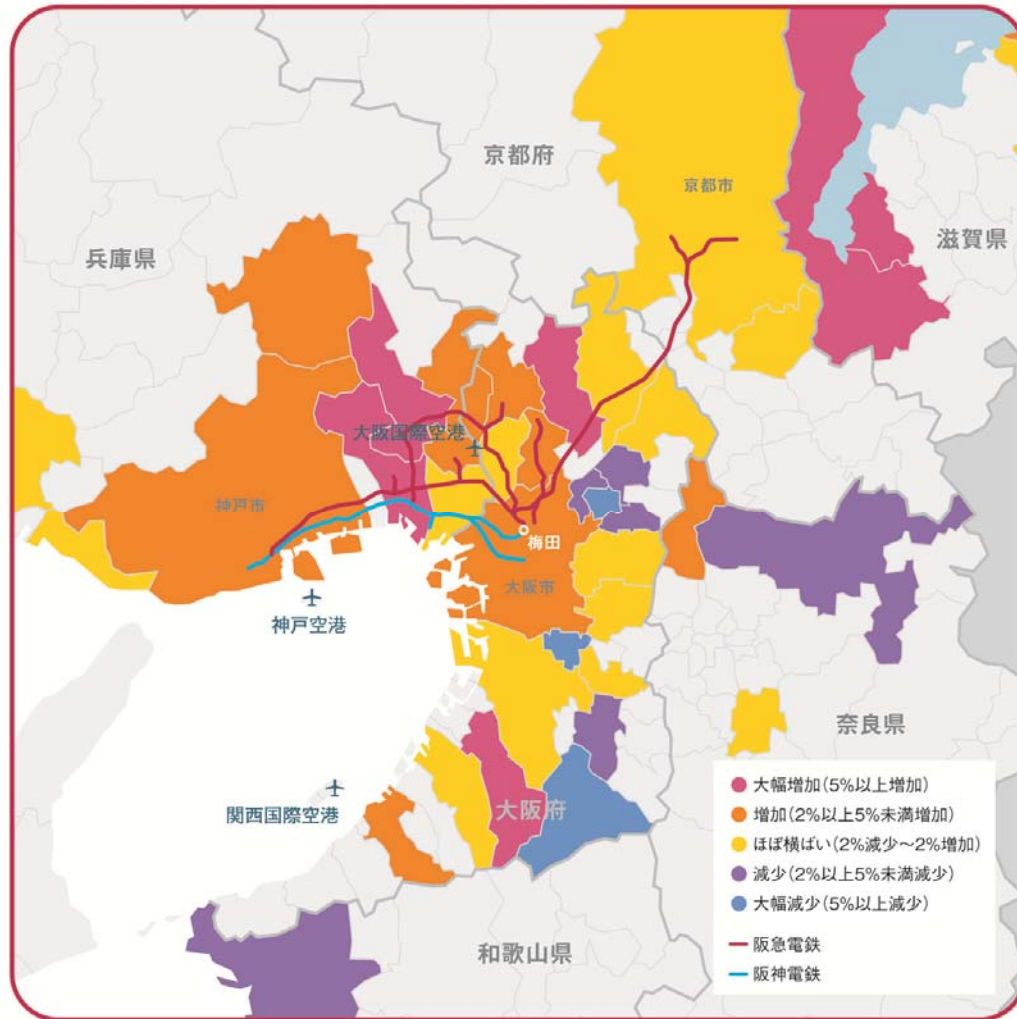 京都府
京都市
兵庫県
滋賀県
大阪国際空港
神戸市
梅田
大阪市
神戸空港
奈良県
関西国際空港
大阪府
和歌山県
大幅増加(5%以上増加)
増加(2%以上5%未満増加)
ほぼ横ばい(2%減少～2%増加)
減少(2%以上5%未満減少)
大幅減少(5%以上減少)
阪急電鉄
阪神電鉄